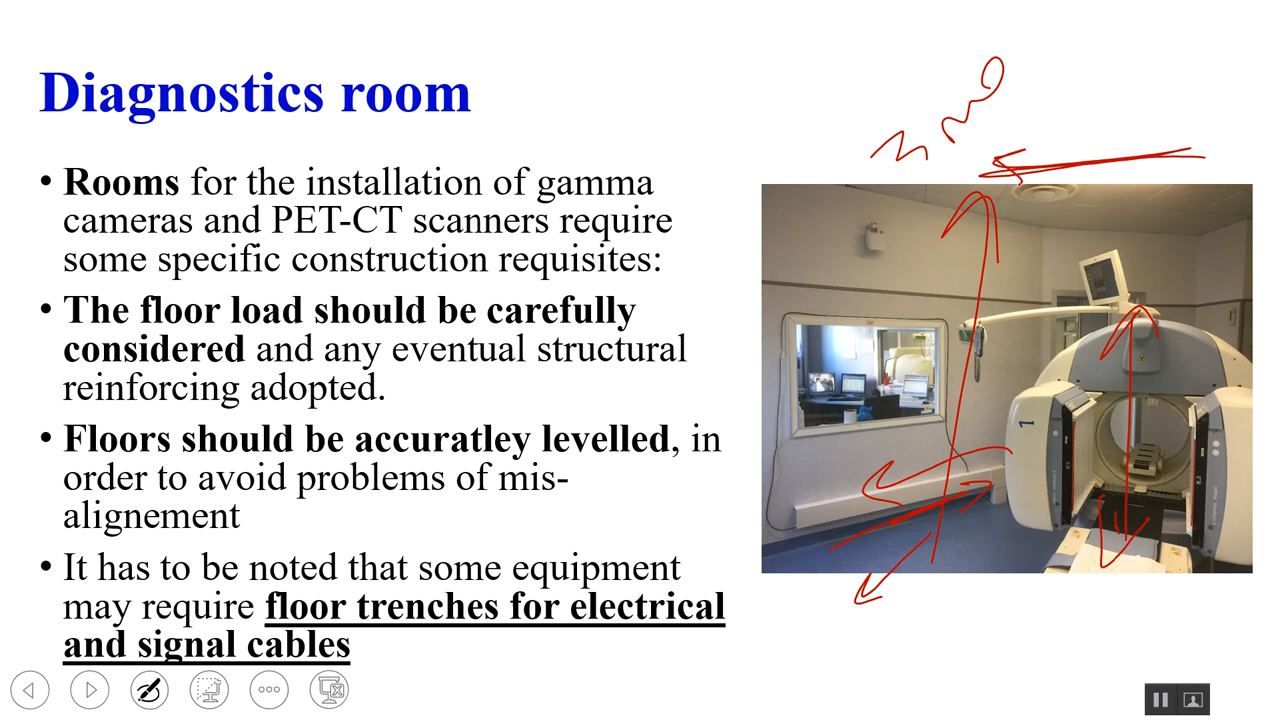 Diagnostics room
• Rooms for the installation of gamma
cameras and PET-CT scanners require
some specific construction requisites:
• The floor load should be carefully
considered and any eventual structural
reinforcing adopted.
• Floors should be accuratley levelled, in
order to avoid problems of mis-
alignement
• It has to be noted that some equipment
may require floor trenches for electrical
and signal cables
1